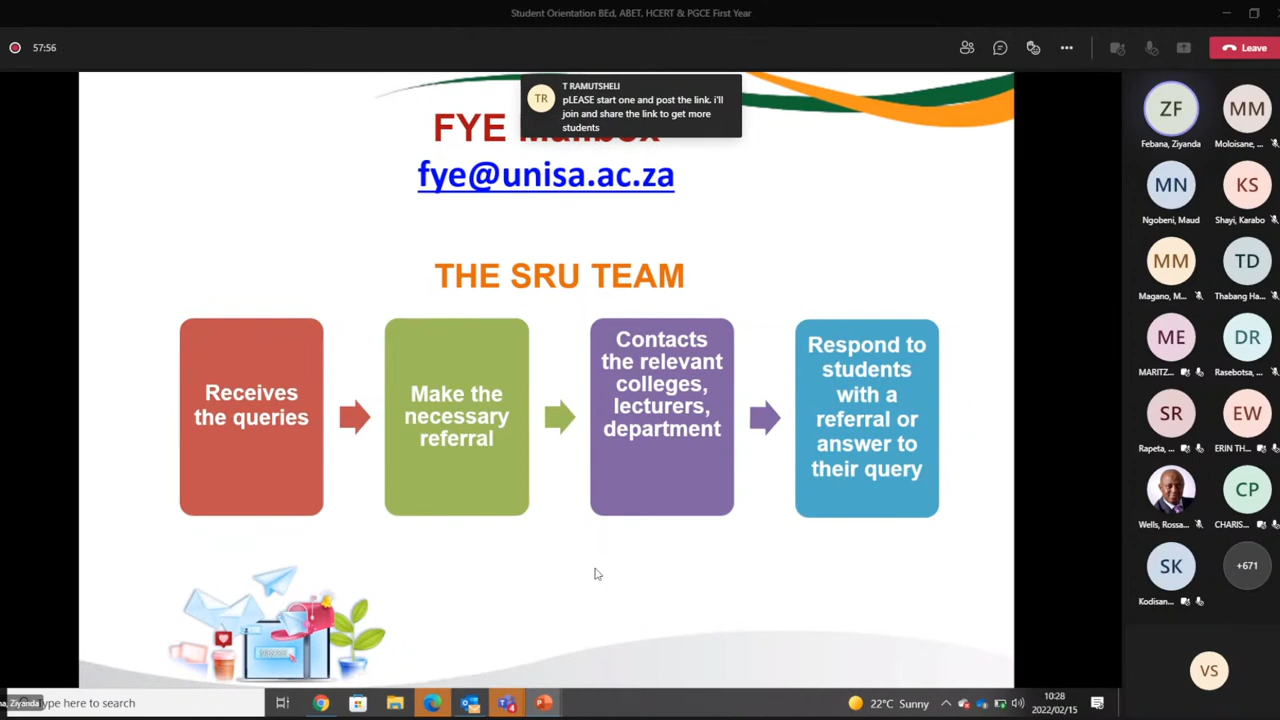 Student Orientation BEd, ABET, HCERT & PGCE First Year
57:56
Leave
T RAMUTSHELI
TR
pLEASE start one and post the link. i'll
join and share the link to get more
students
FYE
fye@unisa.ac.za
THE SRU TEAM
Receives
the queries
Make the
necessary
referral
Contacts
the relevant
colleges,
lecturers,
department
Respond to
students
with a
referral or
answer to
their query
ZF
Febana, Ziyanda
MM
Moloisane, ...
MN
Ngobeni, Maud
KS
Shayi, Karabo
MM
Magano, M...
TD
Thabang Ha...
ME
MARITZ...
DR
Rasebotsa, ...
SR
Rapeta, ...
EW
ERIN TH...
Wells, Rossa...
CP
CHARIS...
SK
Kodisan...
+671
VS
na, Ziyanda
Type here to search
22°C Sunny
10:28
2022/02/15